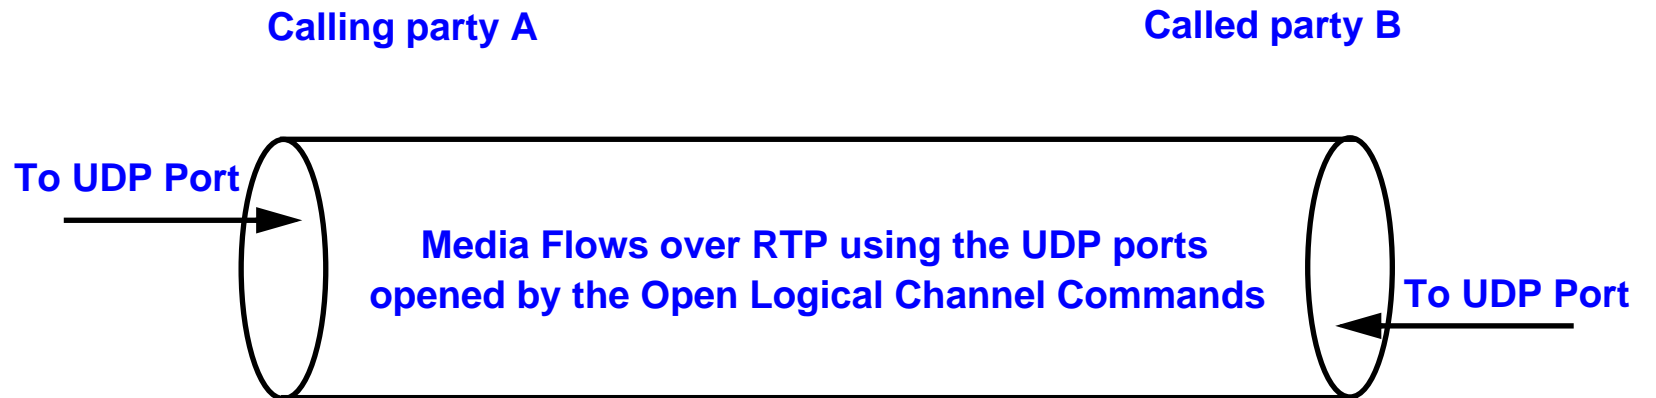 Calling party A
Called party B
To UDP Port
Media Flows over RTP using the UDP ports
opened by the Open Logical Channel Commands
To UDP Port